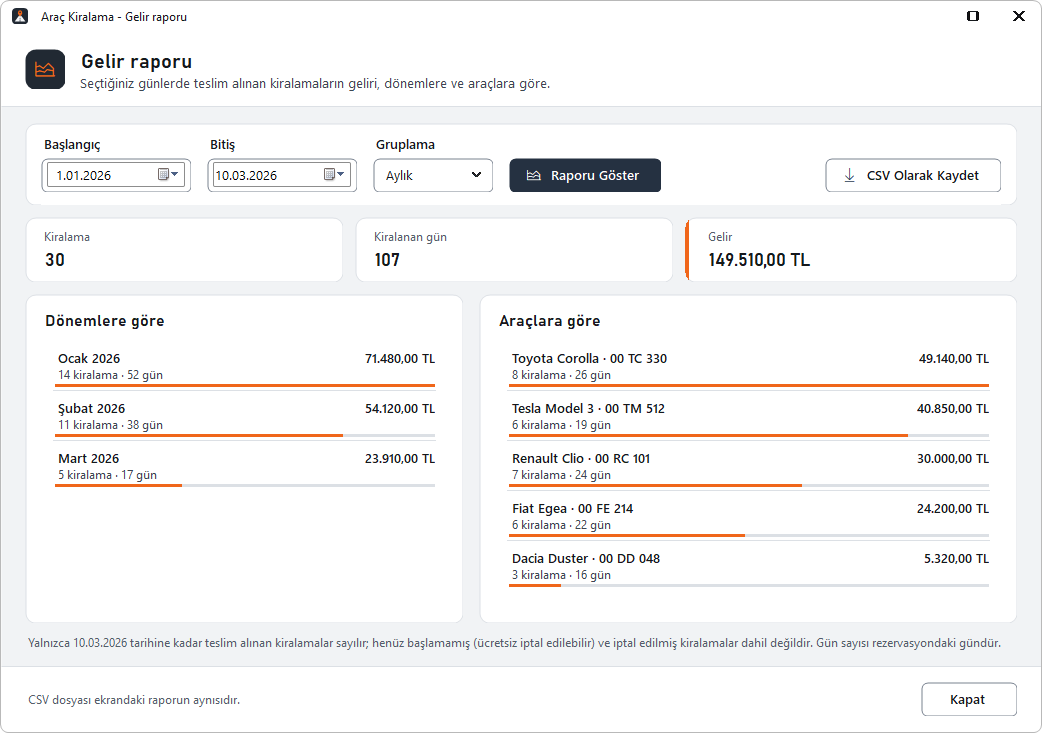 Araç Kiralama - Gelir raporu
Gelir raporu
Seçtiğiniz günlerde teslim alınan kiralamaların geliri, dönemlere ve araçlara göre.
Başlangıç
Bitiş
Gruplama
1.01.2026
10.03.2026
Aylık
Raporu Göster
CSV Olarak Kaydet
Kiralama
30
Kiralanan gün
107
Gelir
149.510,00 TL
Dönemlere göre
Ocak 2026
71.480,00 TL
14 kiralama · 52 gün
Şubat 2026
54.120,00 TL
11 kiralama · 38 gün
Mart 2026
23.910,00 TL
5 kiralama · 17 gün
Araçlara göre
Toyota Corolla · 00 TC 330
49.140,00 TL
8 kiralama · 26 gün
Tesla Model 3 · 00 TM 512
40.850,00 TL
6 kiralama · 19 gün
Renault Clio · 00 RC 101
30.000,00 TL
7 kiralama · 24 gün
Fiat Egea · 00 FE 214
24.200,00 TL
6 kiralama · 22 gün
Dacia Duster · 00 DD 048
5.320,00 TL
3 kiralama · 16 gün
Yalnızca 10.03.2026 tarihine kadar teslim alınan kiralamalar sayılır; henüz başlamamış (ücretsiz iptal edilebilir) ve iptal edilmiş kiralamalar dahil değildir. Gün sayısı rezervasyondaki gündür.
CSV dosyası ekrandaki raporun aynısıdır.
Kapat